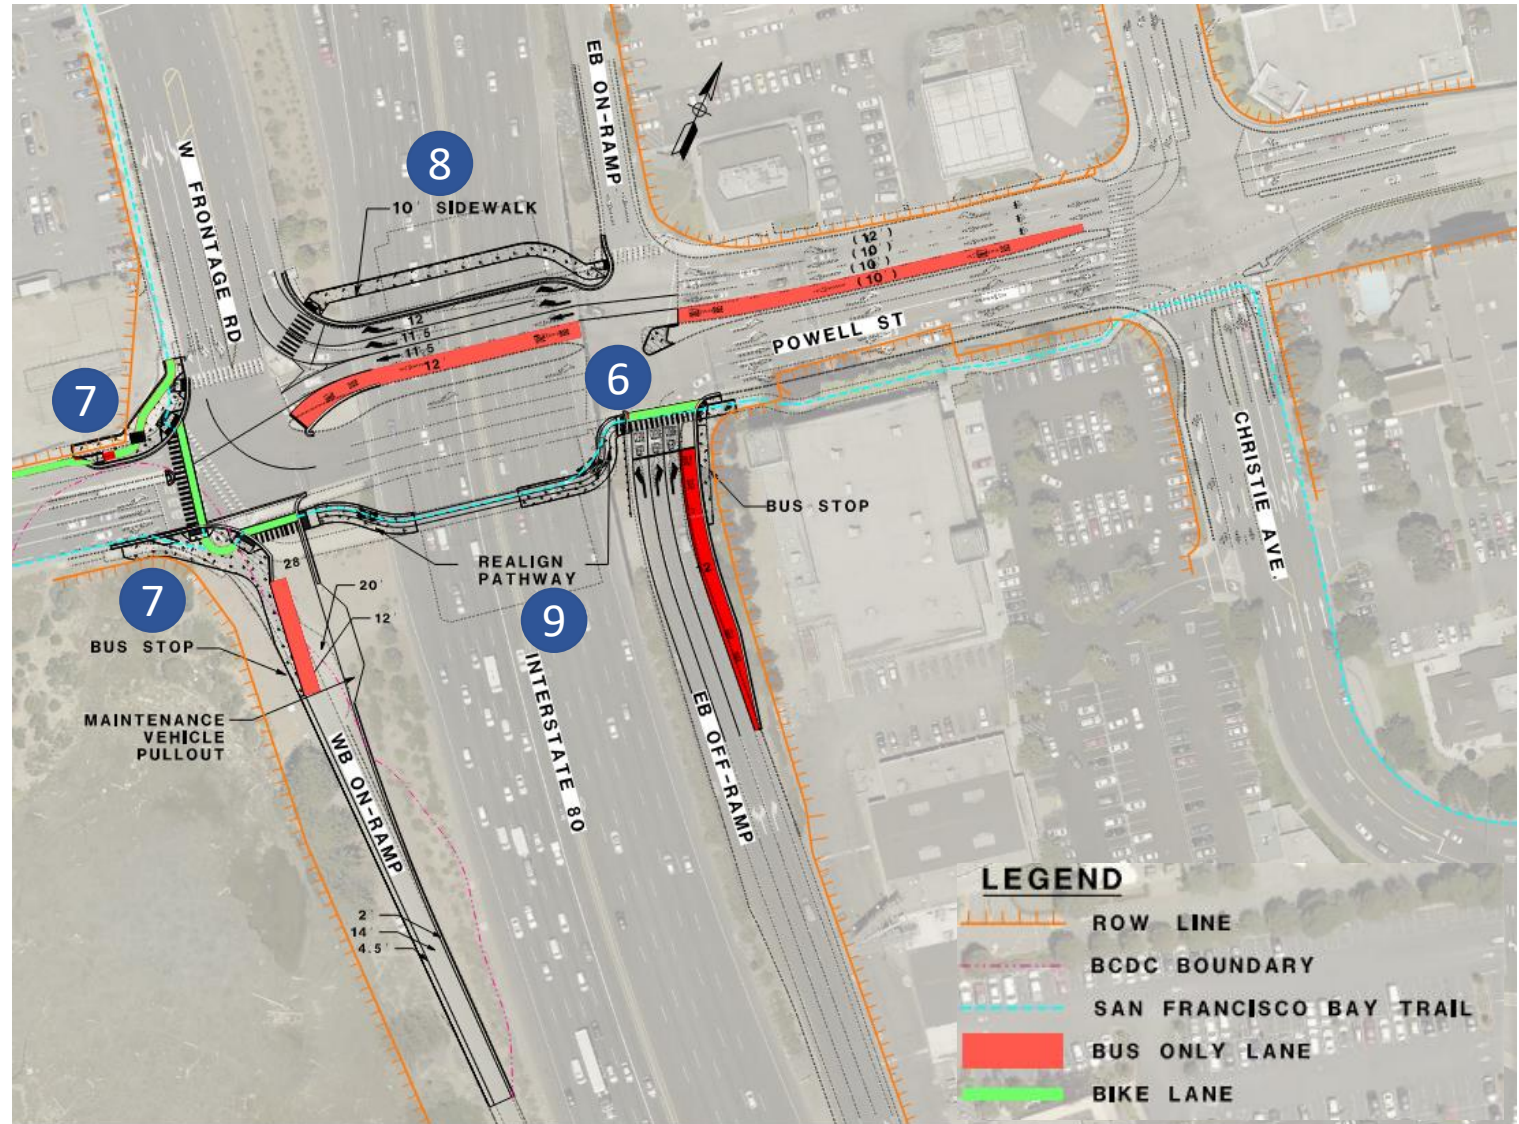 EB ON-RAMP
8
10' SIDEWALK
W FRONTAGE RD
(12)
(10)
(10)
(10')
12
11.5
11.5
12
POWELL ST
6
7
CHRISTIE AVE.
BUS STOP
REALIGN
PATHWAY
28
20'
12'
7
9
BUS STOP
MAINTENANCE
VEHICLE
PULLOUT
INTERSTATE 80
EB OFF-RAMP
WB ON-RAMP
2'
14'
4.5'
LEGEND
ROW LINE
BCDC BOUNDARY
SAN FRANCISCO BAY TRAIL
BUS ONLY LANE
BIKE LANE